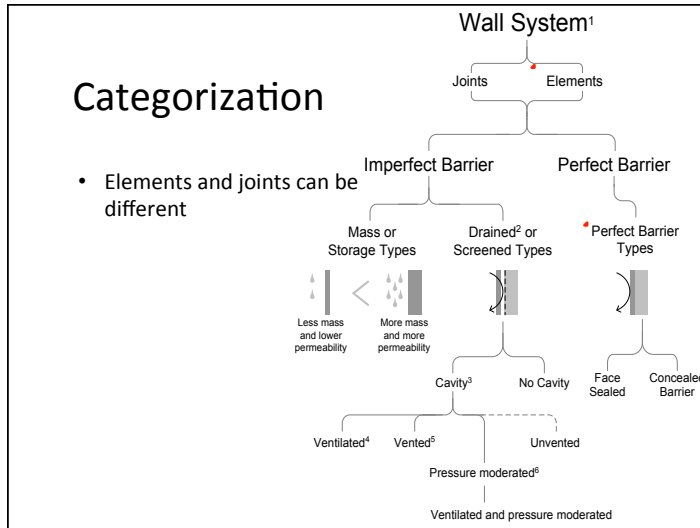 Wall System¹
Categorization
Joints
Elements
• Elements and joints can be
different
Imperfect Barrier
Perfect Barrier
Mass or
Storage Types
Drained² or
Screened Types
Perfect Barrier
Types
<
Less mass
and lower
permeability
More mass
and more
permeability
Cavity³
No Cavity
Face
Sealed
Concealed
Barrier
Ventilated⁴
Vented⁵
Unvented
Pressure moderated⁶
Ventilated and pressure moderated